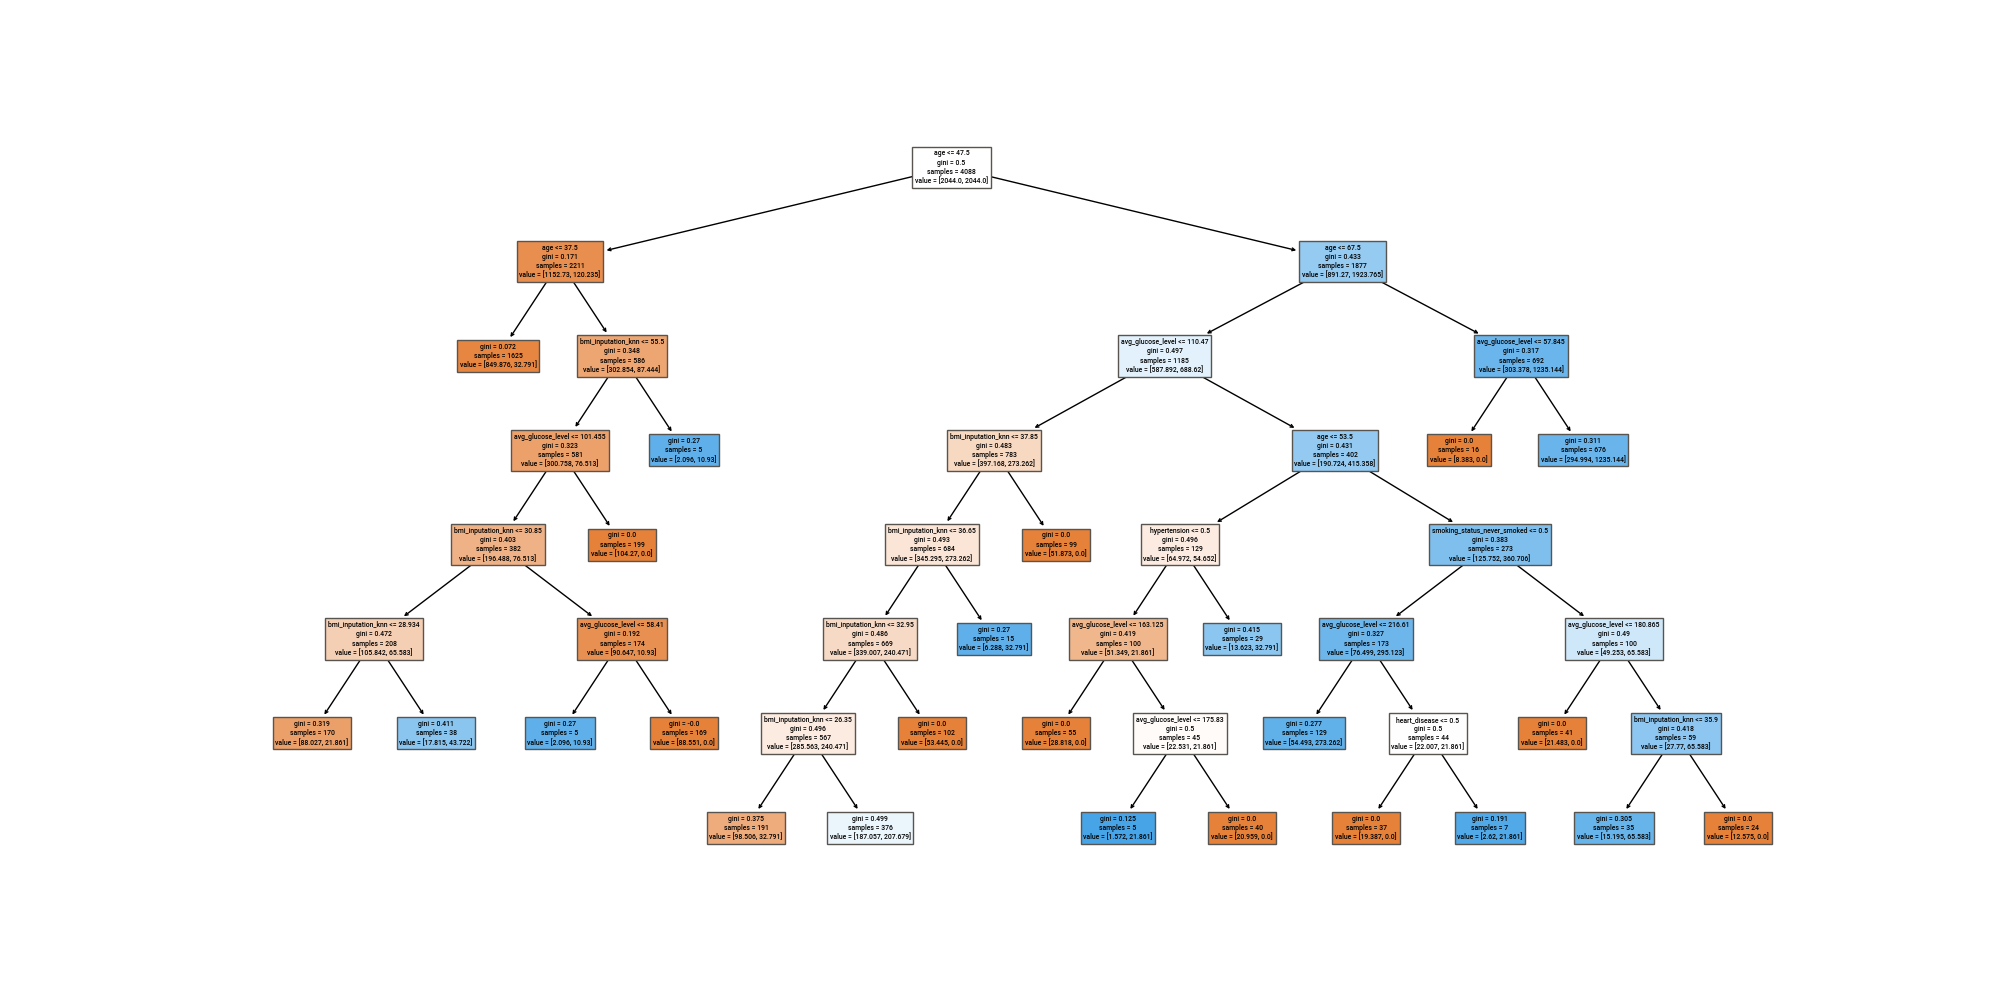 age <= 47.5
gini = 0.5
samples = 4088
value = [2044.0, 2044.0]
age <= 37.5
gini = 0.171
samples = 2211
value = [1152.73, 120.235]
age <= 67.5
gini = 0.433
samples = 1877
value = [891.27, 1923.765]
gini = 0.072
samples = 1625
value = [849.876, 32.791]
bmi_inputation_knn <= 55.5
gini = 0.348
samples = 586
value = [302.854, 87.444]
avg_glucose_level <= 110.47
gini = 0.497
samples = 1185
value = [587.892, 688.62]
avg_glucose_level <= 57.845
gini = 0.317
samples = 692
value = [303.378, 1235.144]
avg_glucose_level <= 101.455
gini = 0.323
samples = 581
value = [300.758, 76.513]
gini = 0.27
samples = 5
value = [2.096, 10.93]
bmi_inputation_knn <= 37.85
gini = 0.483
samples = 783
value = [397.168, 273.262]
age <= 53.5
gini = 0.431
samples = 402
value = [190.724, 415.358]
gini = 0.0
samples = 16
value = [8.383, 0.0]
gini = 0.311
samples = 676
value = [294.994, 1235.144]
bmi_inputation_knn <= 30.85
gini = 0.403
samples = 382
value = [196.488, 76.513]
gini = 0.0
samples = 199
value = [104.27, 0.0]
bmi_inputation_knn <= 36.65
gini = 0.493
samples = 684
value = [345.295, 273.262]
gini = 0.0
samples = 99
value = [51.873, 0.0]
hypertension <= 0.5
gini = 0.496
samples = 129
value = [64.972, 54.652]
smoking_status_never_smoked <= 0.5
gini = 0.383
samples = 273
value = [125.752, 360.706]
bmi_inputation_knn <= 28.934
gini = 0.472
samples = 208
value = [105.842, 65.583]
avg_glucose_level <= 58.41
gini = 0.192
samples = 174
value = [90.647, 10.93]
bmi_inputation_knn <= 32.95
gini = 0.486
samples = 669
value = [339.007, 240.471]
gini = 0.27
samples = 15
value = [6.288, 32.791]
avg_glucose_level <= 163.125
gini = 0.419
samples = 100
value = [51.349, 21.861]
gini = 0.415
samples = 29
value = [13.623, 32.791]
avg_glucose_level <= 216.61
gini = 0.327
samples = 173
value = [76.499, 295.123]
avg_glucose_level <= 180.865
gini = 0.49
samples = 100
value = [49.253, 65.583]
gini = 0.319
samples = 170
value = [88.027, 21.861]
gini = 0.411
samples = 38
value = [17.815, 43.722]
gini = 0.27
samples = 5
value = [2.096, 10.93]
gini = -0.0
samples = 169
value = [88.551, 0.0]
bmi_inputation_knn <= 26.35
gini = 0.496
samples = 567
value = [285.563, 240.471]
gini = 0.0
samples = 102
value = [53.445, 0.0]
gini = 0.0
samples = 55
value = [28.818, 0.0]
avg_glucose_level <= 175.83
gini = 0.5
samples = 45
value = [22.531, 21.861]
gini = 0.277
samples = 129
value = [54.493, 273.262]
heart_disease <= 0.5
gini = 0.5
samples = 44
value = [22.007, 21.861]
gini = 0.0
samples = 41
value = [21.483, 0.0]
bmi_inputation_knn <= 35.9
gini = 0.418
samples = 59
value = [27.77, 65.583]
gini = 0.375
samples = 191
value = [98.506, 32.791]
gini = 0.499
samples = 376
value = [187.057, 207.679]
gini = 0.125
samples = 5
value = [1.572, 21.861]
gini = 0.0
samples = 40
value = [20.959, 0.0]
gini = 0.0
samples = 37
value = [19.387, 0.0]
gini = 0.191
samples = 7
value = [2.62, 21.861]
gini = 0.305
samples = 35
value = [15.195, 65.583]
gini = 0.0
samples = 24
value = [12.575, 0.0]